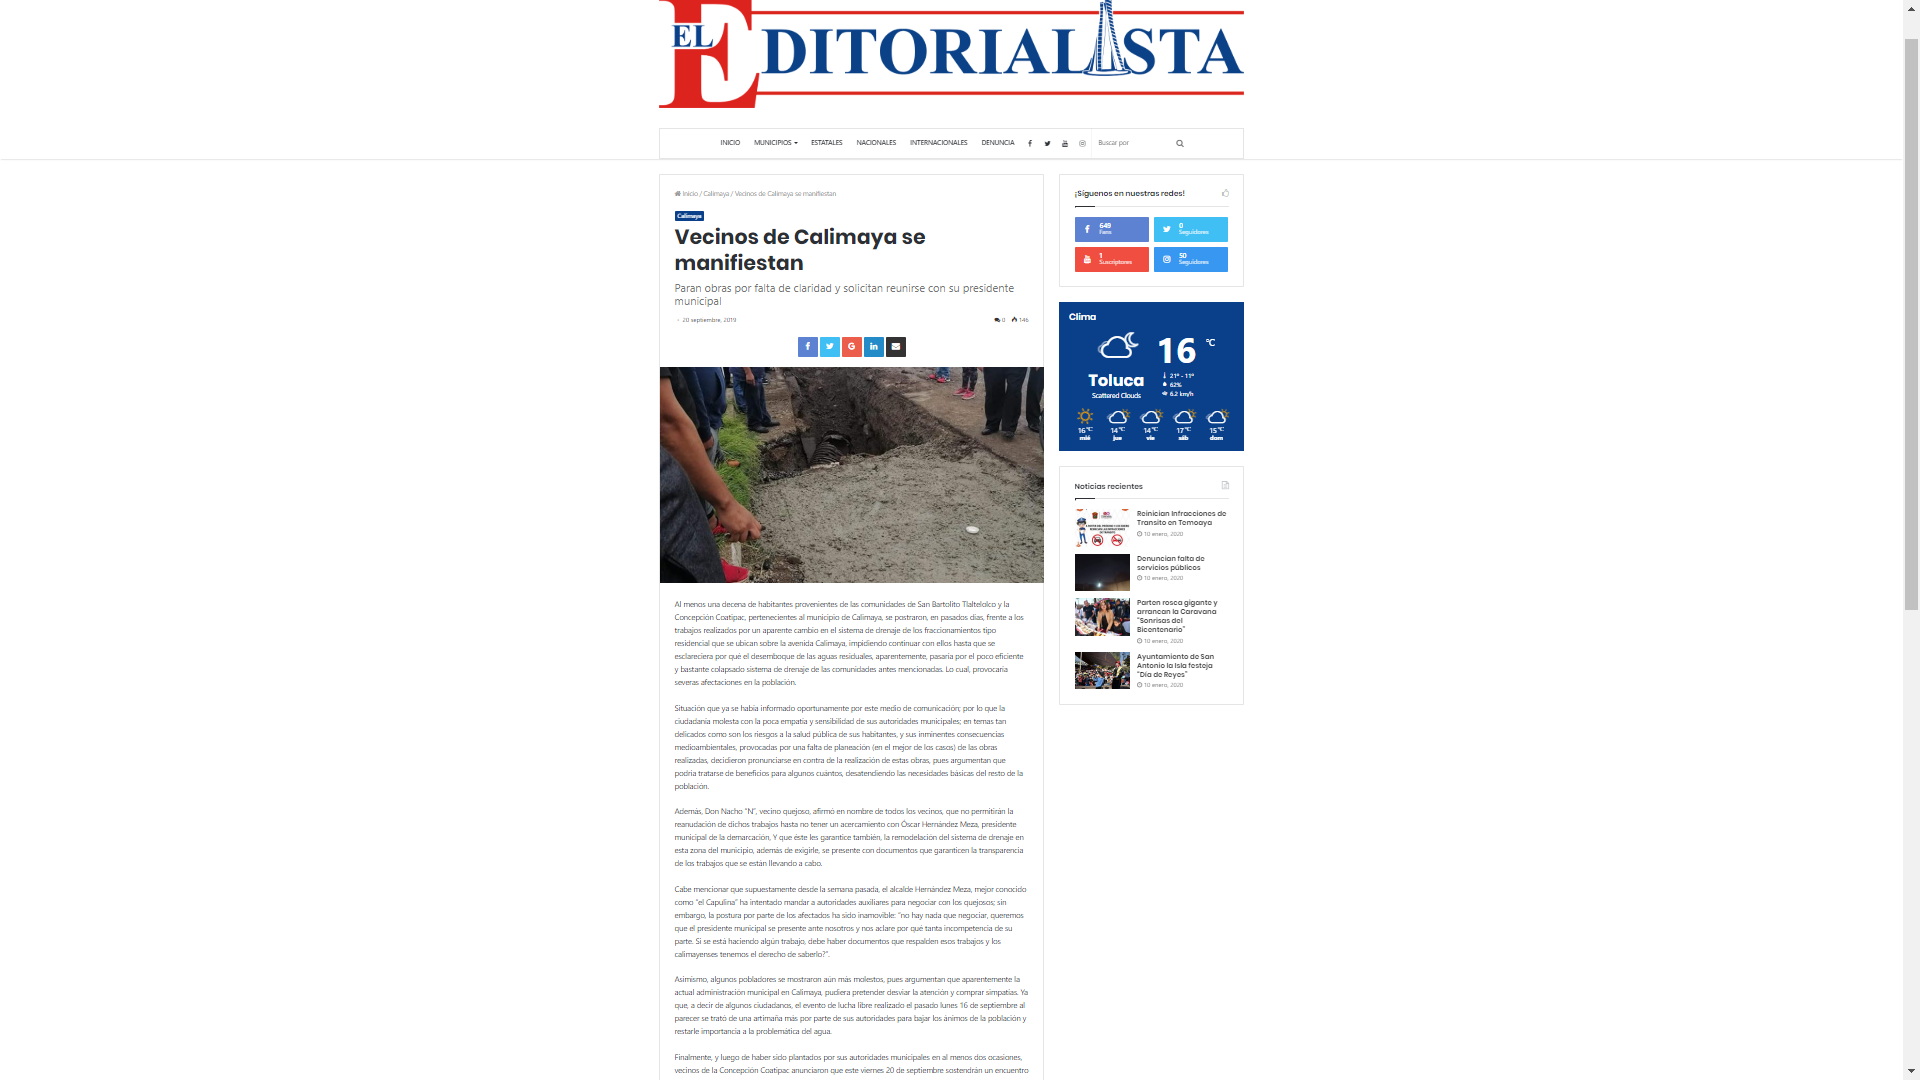 EL EDITORIALISTA
INICIO MUNICIPIOS ESTATALES NACIONALES INTERNACIONALES DENUNCIA Buscar por
Inicio / Calimaya / Vecinos de Calimaya se manifiestan
Calimaya
Vecinos de Calimaya se
manifiestan
Paran obras por falta de claridad y solicitan reunirse con su presidente
municipal
20 septiembre, 2019 0 146
Al menos una decena de habitantes provenientes de las comunidades de San Bartolito Tlaltelolco y la
Concepción Coatipac, pertenecientes al municipio de Calimaya, se postraron, en pasados días, frente a los
trabajos realizados por un aparente cambio en el sistema de drenaje de los fraccionamientos tipo
residencial que se ubican sobre la avenida Calimaya, impidiendo continuar con ellos hasta que se
esclareciera por qué el desemboque de las aguas residuales, aparentemente, pasaría por el poco eficiente
y bastante colapsado sistema de drenaje de las comunidades antes mencionadas. Lo cual, provocaría
severas afectaciones en la población.
Situación que ya se había informado oportunamente por este medio de comunicación; por lo que la
ciudadanía molesta con la poca empatía y sensibilidad de sus autoridades municipales; en temas tan
delicados como son los riesgos a la salud pública de sus habitantes, y sus inminentes consecuencias
medioambientales, provocadas por una falta de planeación (en el mejor de los casos) de las obras
realizadas, decidieron pronunciarse en contra de la realización de estas obras, pues argumentan que
podría tratarse de beneficios para algunos cuántos, desatendiendo las necesidades básicas del resto de la
población.
Además, Don Nacho "N", vecino quejoso, afirmó en nombre de todos los vecinos, que no permitirán la
reanudación de dichos trabajos hasta no tener un acercamiento con Óscar Hernández Meza, presidente
municipal de la demarcación, Y que éste les garantice también, la remodelación del sistema de drenaje en
esta zona del municipio, además de exigirle, se presente con documentos que garanticen la transparencia
de los trabajos que se están llevando a cabo.
Cabe mencionar que supuestamente desde la semana pasada, el alcalde Hernández Meza, mejor conocido
como "el Capulina" ha intentado mandar a autoridades auxiliares para negociar con los quejosos; sin
embargo, la postura por parte de los afectados ha sido inamovible: "no hay nada que negociar, queremos
que el presidente municipal se presente ante nosotros y nos aclare por qué tanta incompetencia de su
parte. Si se está haciendo algún trabajo, debe haber documentos que respalden esos trabajos y los
calimayenses tenemos el derecho de saberlo?".
Asimismo, algunos pobladores se mostraron aún más molestos, pues argumentan que aparentemente la
actual administración municipal en Calimaya, pudiera pretender desviar la atención y comprar simpatías. Ya
que, a decir de algunos ciudadanos, el evento de lucha libre realizado el pasado lunes 16 de septiembre al
parecer se trató de una artimaña más por parte de sus autoridades para bajar los ánimos de la población y
restarle importancia a la problemática del agua.
Finalmente, y luego de haber sido plantados por sus autoridades municipales en al menos dos ocasiones,
vecinos de la Concepción Coatipac anunciaron que este viernes 20 de septiembre sostendrán un encuentro
¡Síguenos en nuestras redes!
649 0
Fans Seguidores
1 50
Suscriptores Seguidores
Clima
16 ℃
Toluca
Scattered Clouds
21º - 11º
62%
6.2 km/h
16℃ 14℃ 14℃ 17℃ 15℃
mié jue vie sáb dom
Noticias recientes
Reinician Infracciones de
Transito en Temoaya
10 enero, 2020
Denuncian falta de
servicios públicos
10 enero, 2020
Parten rosca gigante y
arrancan la Caravana
"Sonrisas del
Bicentenario"
10 enero, 2020
Ayuntamiento de San
Antonio la Isla festeja
"Día de Reyes"
10 enero, 2020